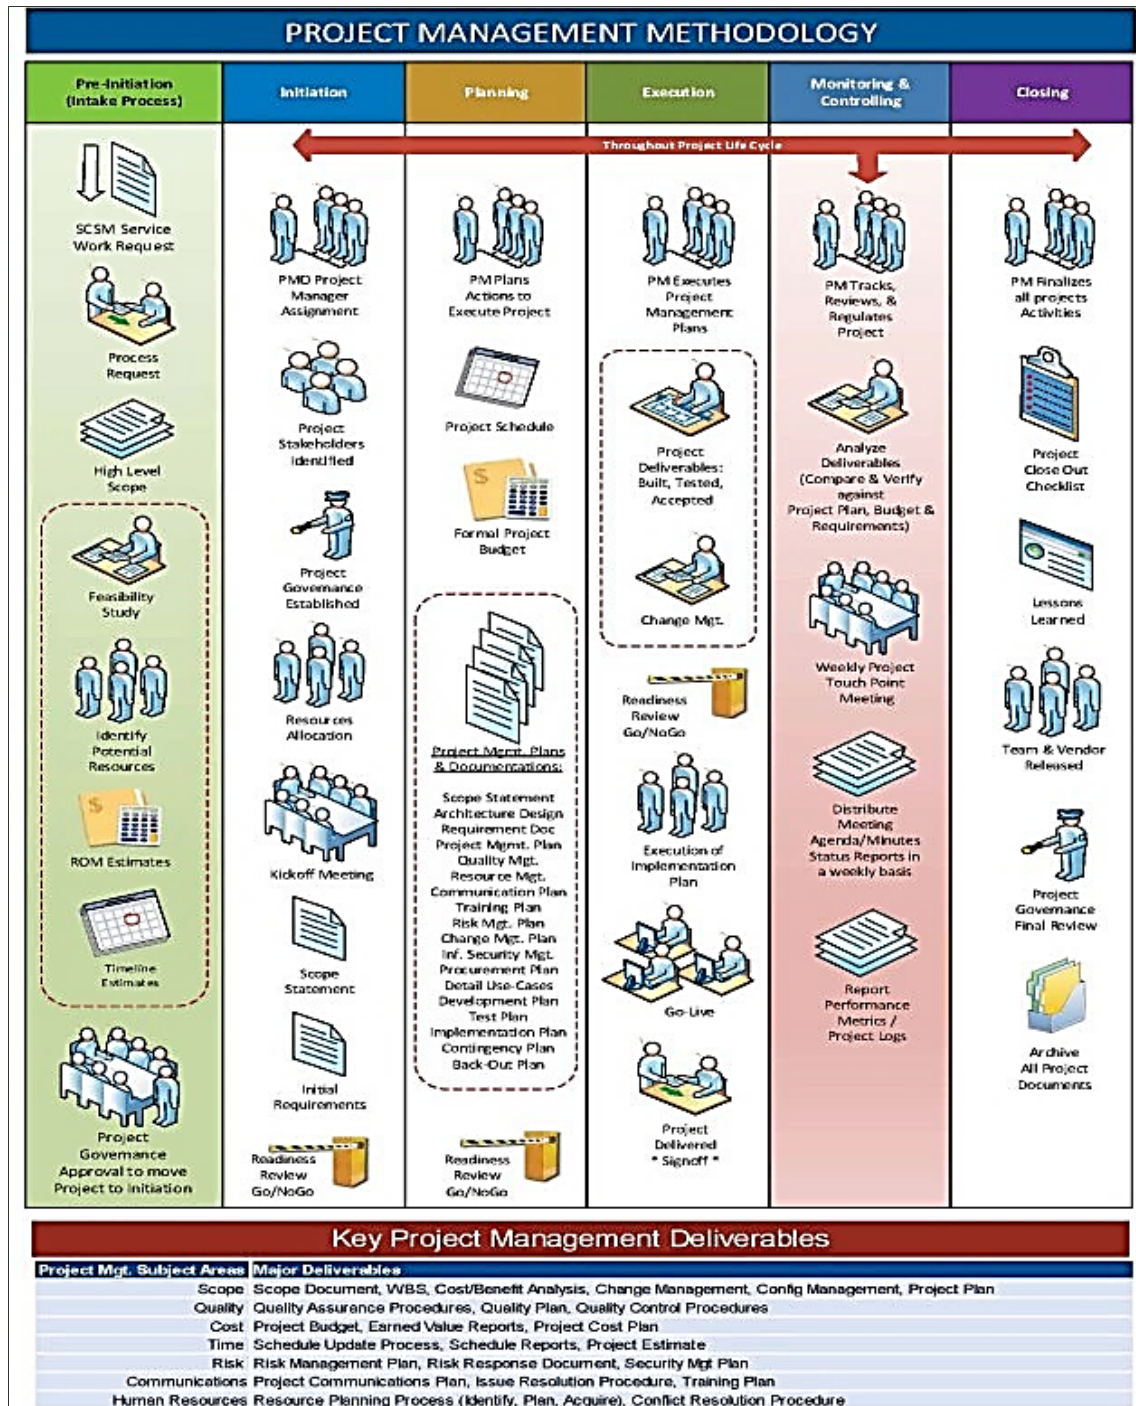 PROJECT MANAGEMENT METHODOLOGY
Pre-Initiation
(Intake Process)
Initiation
Planning
Execution
Monitoring &
Controlling
Closing
Throughout Project Life Cycle
SCSM Service
Work Request
Process
Request
High Level
Scope
Feasibility
Study
Identify
Potential
Resources
ROM Estimates
Timeline
Estimates
Project
Governance
Approval to move
Project to Initiation
PMO Project
Manager
Assignment
Project
Stakeholders
Identified
Project
Governance
Established
Resources
Allocation
Kickoff Meeting
Scope
Statement
Initial
Requirements
Readiness
Review
Go/NoGo
PM Plans
Actions to
Execute Project
Project Schedule
Formal Project
Budget
Project Mgmt. Plans
& Documentations:
Scope Statement
Architecture Design
Requirement Doc
Project Mgmt. Plan
Quality Mgt.
Resource Mgt.
Communication Plan
Training Plan
Risk Mgt. Plan
Change Mgt. Plan
Inf. Security Mgt.
Procurement Plan
Detail Use-Cases
Development Plan
Test Plan
Implementation Plan
Contingency Plan
Back-Out Plan
Readiness
Review
Go/NoGo
PM Executes
Project
Management
Plans
Project
Deliverables:
Built, Tested,
Accepted
Change Mgt.
Readiness
Review
Go/NoGo
Execution of
Implementation
Plan
Go-Live
Project
Delivered
* Signoff *
PM Tracks,
Reviews, &
Regulates
Project
Analyze
Deliverables
(Compare & Verify
against
Project Plan, Budget &
Requirements)
Weekly Project
Touch Point
Meeting
Distribute
Meeting
Agenda/Minutes
Status Reports in
a weekly basis
Report
Performance
Metrics /
Project Logs
PM Finalizes
all projects
Activities
Project
Close Out
Checklist
Lessons
Learned
Team & Vendor
Released
Project
Governance
Final Review
Archive
All Project
Documents
Key Project Management Deliverables
Project Mgt. Subject Areas Major Deliverables
Scope Scope Document, WBS, Cost/Benefit Analysis, Change Management, Config Management, Project Plan
Quality Quality Assurance Procedures, Quality Plan, Quality Control Procedures
Cost Project Budget, Earned Value Reports, Project Cost Plan
Time Schedule Update Process, Schedule Reports, Project Estimate
Risk Risk Management Plan, Risk Response Document, Security Mgt Plan
Communications Project Communications Plan, Issue Resolution Procedure, Training Plan
Human Resources Resource Planning Process (Identify, Plan, Acquire), Conflict Resolution Procedure